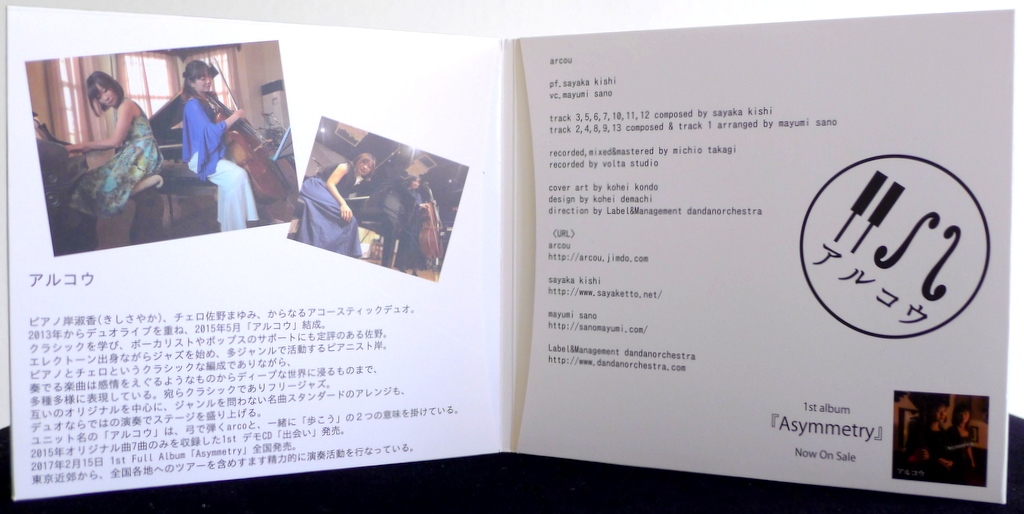 アルコウ
ピアノ岸淑香(きしさやか)、チェロ佐野まゆみ、からなるアコースティックデュオ。
2013年からデュオライブを重ね、2015年5月「アルコウ」結成。
クラシックを学び、ボーカリストやポップスのサポートにも定評のある佐野。
エレクトーン出身ながらジャズを始め、多ジャンルで活動するピアニスト岸。
ピアノとチェロというクラシックな編成でありながら、
奏でる楽曲は感情をえぐるようなものからディープな世界に浸るものまで、
多種多様に表現している。宛らクラシックでありフリージャズ。
互いのオリジナルを中心に、ジャンルを問わない名曲スタンダードのアレンジも、
デュオならではの演奏でステージを盛り上げる。
ユニット名の「アルコウ」は、弓で弾くarcoと、一緒に「歩こう」の2つの意味を掛けている。
2015年オリジナル曲7曲のみを収録した1st デモCD「出会い」発売。
2017年2月15日 1st Full Album「Asymmetry」全国発売。
東京近郊から、全国各地へのツアーを含めますます精力的に演奏活動を行なっている。
arcou
pf.sayaka kishi
vc.mayumi sano
track 3,5,6,7,10,11,12 composed by sayaka kishi
track 2,4,8,9,13 composed & track 1 arranged by mayumi sano
recorded,mixed&mastered by michio takagi
recorded by volta studio
cover art by kohei kondo
design by kohei demachi
direction by Label&Management dandanorchestra
〈URL〉
arcou
http://arcou.jimdo.com
sayaka kishi
http://www.sayaketto.net/
mayumi sano
http://sanomayumi.com/
Label&Management dandanorchestra
http://www.dandanorchestra.com
アルコウ
1st album
『Asymmetry』
Now On Sale
アルコウ